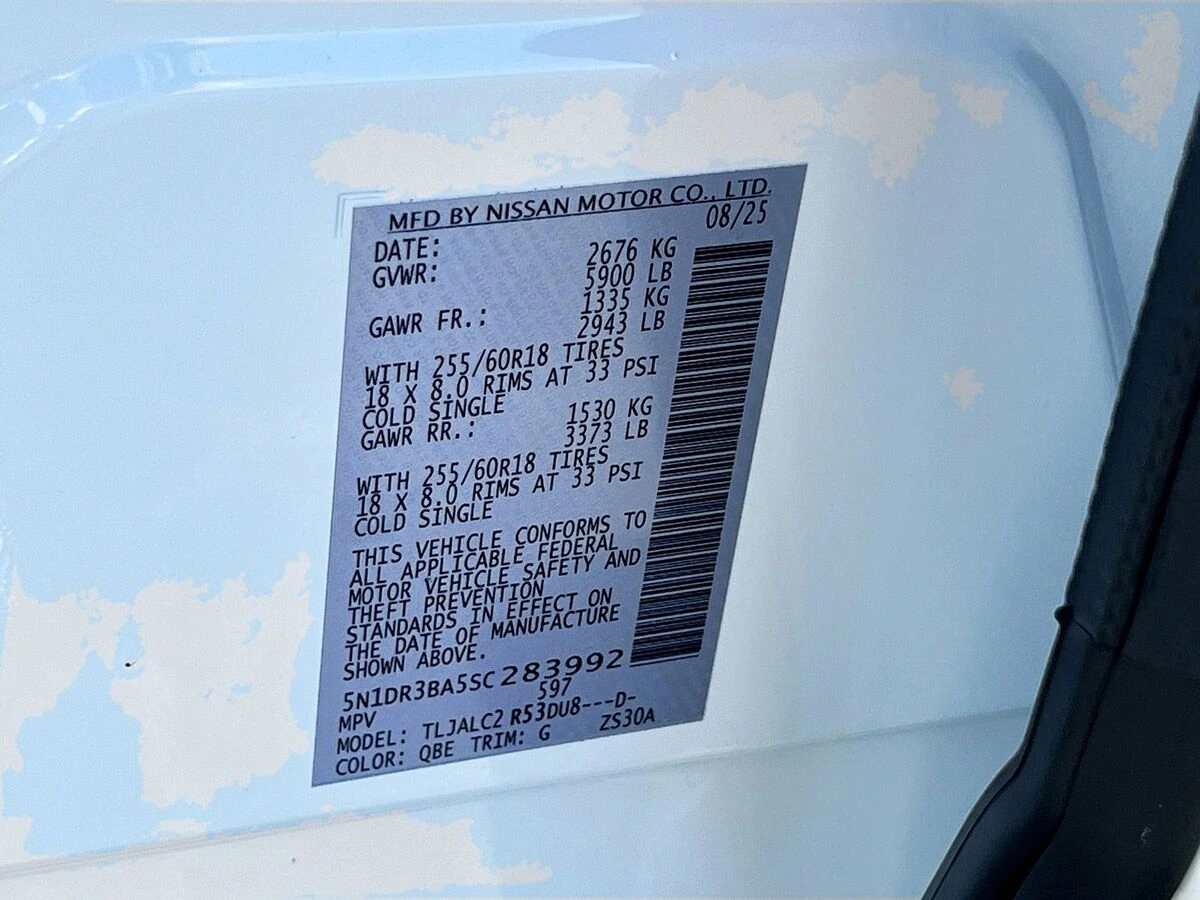 MFD BY NISSAN MOTOR CO., LTD.
DATE: 08/25
GVWR: 2676 KG
5900 LB
GAWR FR.: 1335 KG
2943 LB
WITH 255/60R18 TIRES
18 X 8.0 RIMS AT 33 PSI
COLD SINGLE
GAWR RR.: 1530 KG
3373 LB
WITH 255/60R18 TIRES
18 X 8.0 RIMS AT 33 PSI
COLD SINGLE
THIS VEHICLE CONFORMS TO
ALL APPLICABLE FEDERAL
MOTOR VEHICLE SAFETY AND
THEFT PREVENTION
STANDARDS IN EFFECT ON
THE DATE OF MANUFACTURE
SHOWN ABOVE.
5N1DR3BA5SC283992
MPV 597
MODEL: TLJALC2 R53DU8---D-
COLOR: QBE TRIM: G ZS30A